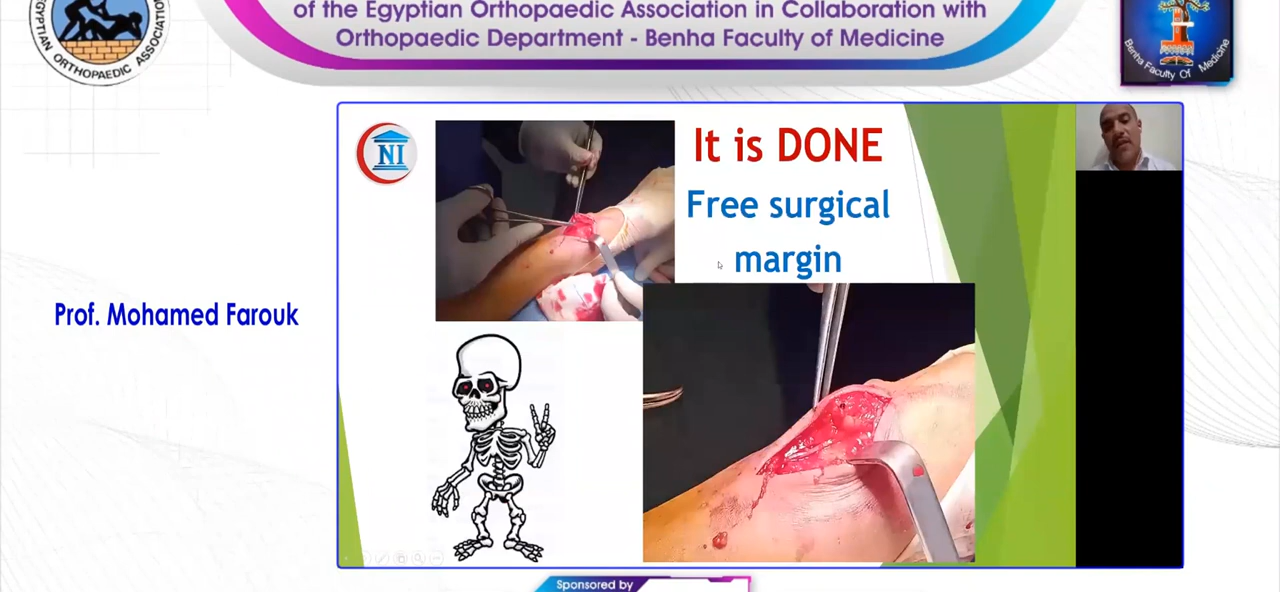 of the Egyptian Orthopaedic Association in Collaboration with
Orthopaedic Department - Benha Faculty of Medicine
EGYPTIAN ORTHOPAEDIC ASSOCIATION
Benha Faculty Of Medicine
NI
It is DONE
Free surgical
margin
Prof. Mohamed Farouk
Sponsored by